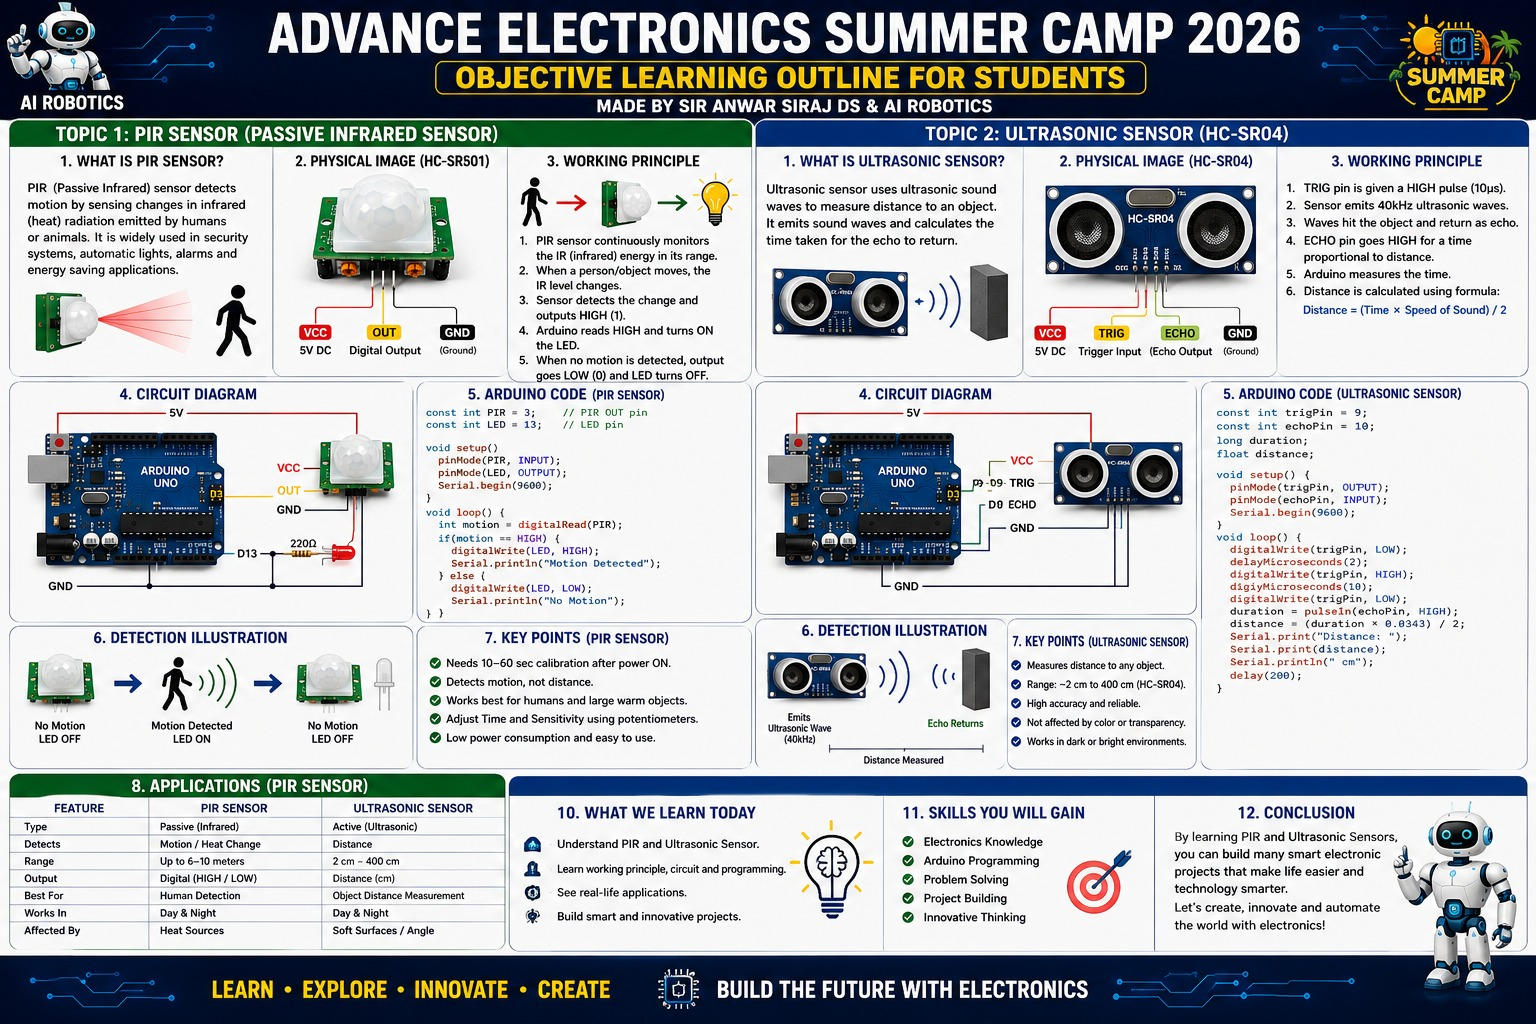 ADVANCE ELECTRONICS SUMMER CAMP 2026
OBJECTIVE LEARNING OUTLINE FOR STUDENTS
MADE BY SIR ANWAR SIRAJ DS & AI ROBOTICS
AI ROBOTICS
SUMMER
CAMP
TOPIC 1: PIR SENSOR (PASSIVE INFRARED SENSOR)
1. WHAT IS PIR SENSOR?
PIR (Passive Infrared) sensor detects
motion by sensing changes in infrared
(heat) radiation emitted by humans
or animals. It is widely used in security
systems, automatic lights, alarms and
energy saving applications.
2. PHYSICAL IMAGE (HC-SR501)
VCC
OUT
GND
5V DC
Digital Output
(Ground)
3. WORKING PRINCIPLE
1. PIR sensor continuously monitors
the IR (infrared) energy in its range.
2. When a person/object moves, the
IR level changes.
3. Sensor detects the change and
outputs HIGH (1).
4. Arduino reads HIGH and turns ON
the LED.
5. When no motion is detected, output
goes LOW (0) and LED turns OFF.
4. CIRCUIT DIAGRAM
5V
ARDUINO
UNO
D3
VCC
OUT
GND
D13
220Ω
GND
5. ARDUINO CODE (PIR SENSOR)
const int PIR = 3; // PIR OUT pin
const int LED = 13; // LED pin
void setup()
pinMode(PIR, INPUT);
pinMode(LED, OUTPUT);
Serial.begin(9600);
}
void loop() {
int motion = digitalRead(PIR);
if(motion == HIGH) {
digitalWrite(LED, HIGH);
Serial.println("Motion Detected");
} else {
digitalWrite(LED, LOW);
Serial.println("No Motion");
} }
6. DETECTION ILLUSTRATION
No Motion
LED OFF
Motion Detected
LED ON
No Motion
LED OFF
7. KEY POINTS (PIR SENSOR)
Needs 10–60 sec calibration after power ON.
Detects motion, not distance.
Works best for humans and large warm objects.
Adjust Time and Sensitivity using potentiometers.
Low power consumption and easy to use.
TOPIC 2: ULTRASONIC SENSOR (HC-SR04)
1. WHAT IS ULTRASONIC SENSOR?
Ultrasonic sensor uses ultrasonic sound
waves to measure distance to an object.
It emits sound waves and calculates the
time taken for the echo to return.
2. PHYSICAL IMAGE (HC-SR04)
HC-SR04
VCC
TRIG
ECHO
GND
5V DC
Trigger Input
(Echo Output
(Ground)
3. WORKING PRINCIPLE
1. TRIG pin is given a HIGH pulse (10µs).
2. Sensor emits 40kHz ultrasonic waves.
3. Waves hit the object and return as echo.
4. ECHO pin goes HIGH for a time
proportional to distance.
5. Arduino measures the time.
6. Distance is calculated using formula:
Distance = (Time × Speed of Sound) / 2
4. CIRCUIT DIAGRAM
5V
ARDUINO
UNO
D3
VCC
D9 TRIG
D0 ECHO
GND
GND
5. ARDUINO CODE (ULTRASONIC SENSOR)
const int trigPin = 9;
const int echoPin = 10;
long duration;
float distance;
void setup() {
pinMode(trigPin, OUTPUT);
pinMode(echoPin, INPUT);
Serial.begin(9600);
}
void loop() {
digitalWrite(trigPin, LOW);
delayMicroseconds(2);
digitalWrite(trigPin, HIGH);
digiyMicroseconds(10);
digitalWrite(trigPin, LOW);
duration = pulse1n(echoPin, HIGH);
distance = (duration × 0.0343) / 2;
Serial.print("Distance: ");
Serial.print(distance);
Serial.println(" cm");
delay(200);
}
6. DETECTION ILLUSTRATION
Emits
Ultrasonic Wave
(40kHz)
Echo Returns
Distance Measured
7. KEY POINTS (ULTRASONIC SENSOR)
Measures distance to any object.
Range: ~2 cm to 400 cm (HC-SR04).
High accuracy and reliable.
Not affected by color or transparency.
Works in dark or bright environments.
8. APPLICATIONS (PIR SENSOR)
FEATURE PIR SENSOR ULTRASONIC SENSOR
Type Passive (Infrared) Active (Ultrasonic)
Detects Motion / Heat Change Distance
Range Up to 6–10 meters 2 cm – 400 cm
Output Digital (HIGH / LOW) Distance (cm)
Best For Human Detection Object Distance Measurement
Works In Day & Night Day & Night
Affected By Heat Sources Soft Surfaces / Angle
10. WHAT WE LEARN TODAY
Understand PIR and Ultrasonic Sensor.
Learn working principle, circuit and programming.
See real-life applications.
Build smart and innovative projects.
11. SKILLS YOU WILL GAIN
Electronics Knowledge
Arduino Programming
Problem Solving
Project Building
Innovative Thinking
12. CONCLUSION
By learning PIR and Ultrasonic Sensors,
you can build many smart electronic
projects that make life easier and
technology smarter.
Let's create, innovate and automate
the world with electronics!
LEARN • EXPLORE • INNOVATE • CREATE
BUILD THE FUTURE WITH ELECTRONICS